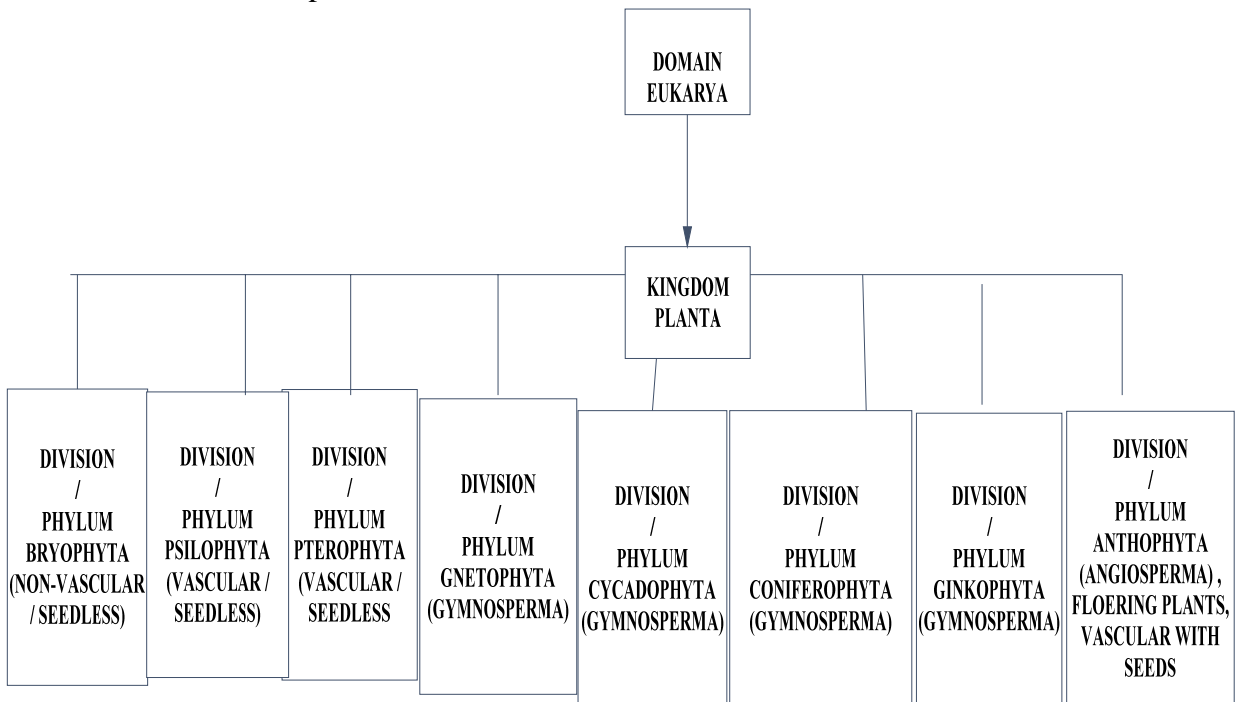 DOMAIN
EUKARYA
KINGDOM
PLANTA
DIVISION
/
PHYLUM
BRYOPHYTA
(NON-VASCULAR
/ SEEDLESS)
DIVISION
/
PHYLUM
PSILOPHYTA
(VASCULAR /
SEEDLESS)
DIVISION
/
PHYLUM
PTEROPHYTA
(VASCULAR /
SEEDLESS
DIVISION
/
PHYLUM
GNETOPHYTA
(GYMNOSPERMA)
DIVISION
/
PHYLUM
CYCADOPHYTA
(GYMNOSPERMA)
DIVISION
/
PHYLUM
CONIFEROPHYTA
(GYMNOSPERMA)
DIVISION
/
PHYLUM
GINKOPHYTA
(GYMNOSPERMA)
DIVISION
/
PHYLUM
ANTHOPHYTA
(ANGIOSPERMA) ,
FLOERING PLANTS,
VASCULAR WITH
SEEDS